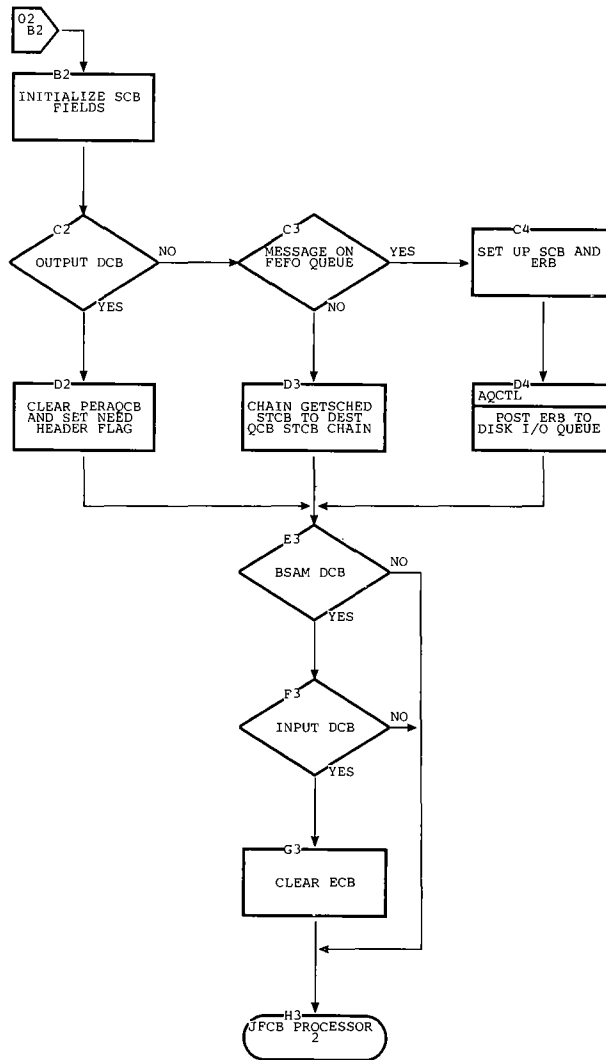 02
B2
B2
INITIALIZE SCB
FIELDS
C2
OUTPUT DCB
NO
YES
C3
MESSAGE ON
FEFO QUEUE
YES
NO
C4
SET UP SCB AND
ERB
D2
CLEAR PERAQCB
AND SET NEED
HEADER FLAG
D3
CHAIN GETSCHED
STCB TO DEST
QCB STCB CHAIN
D4
AQCTL
POST ERB TO
DISK I/O QUEUE
E3
BSAM DCB
NO
YES
F3
INPUT DCB
NO
YES
G3
CLEAR ECB
H3
JFCB PROCESSOR
2